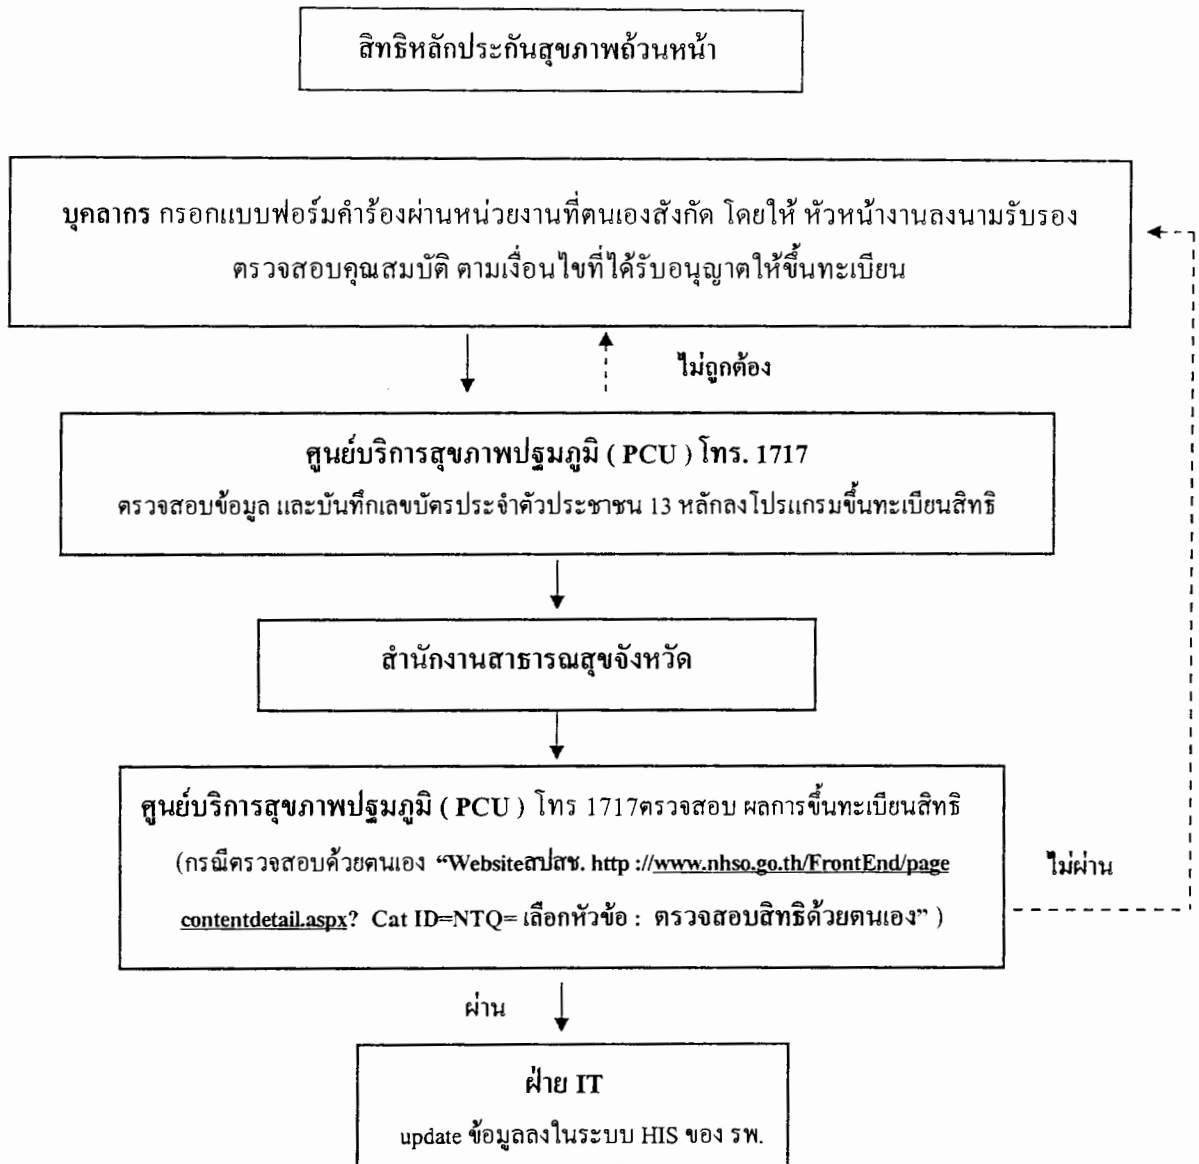 สิทธิหลักประกันสุขภาพถ้วนหน้า
บุคลากร กรอกแบบฟอร์มคำร้องผ่านหน่วยงานที่ตนเองสังกัด โดยให้ หัวหน้างานลงนามรับรอง
ตรวจสอบคุณสมบัติ ตามเงื่อนไขที่ได้รับอนุญาตให้ขึ้นทะเบียน
ไม่ถูกต้อง
ศูนย์บริการสุขภาพปฐมภูมิ ( PCU ) โทร. 1717
ตรวจสอบข้อมูล และบันทึกเลขบัตรประจำตัวประชาชน 13 หลักลงโปรแกรมขึ้นทะเบียนสิทธิ
สำนักงานสาธารณสุขจังหวัด
ศูนย์บริการสุขภาพปฐมภูมิ ( PCU ) โทร 1717ตรวจสอบ ผลการขึ้นทะเบียนสิทธิ
(กรณีตรวจสอบด้วยตนเอง “Websiteสปสช. http ://www.nhso.go.th/FrontEnd/page
contentdetail.aspx? Cat ID=NTQ= เลือกหัวข้อ : ตรวจสอบสิทธิด้วยตนเอง” )
ไม่ผ่าน
ผ่าน
ฝ่าย IT
update ข้อมูลลงในระบบ HIS ของ รพ.